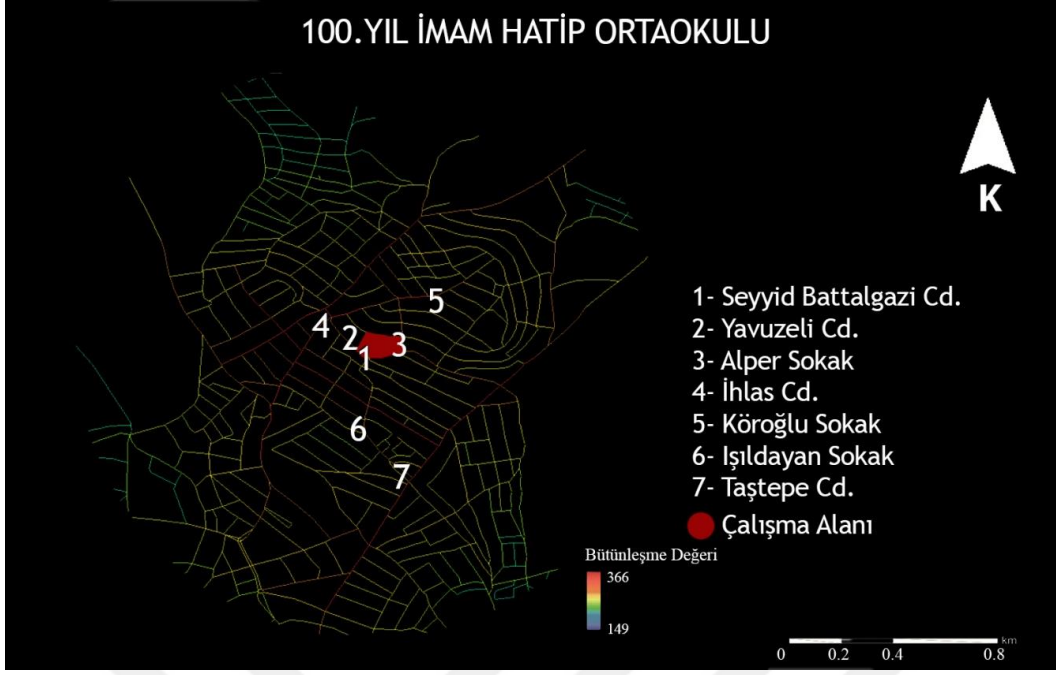 100.YIL İMAM HATİP ORTAOKULU
K
5
4
2
3
1
6
7
1- Seyyid Battalgazi Cd.
2- Yavuzeli Cd.
3- Alper Sokak
4- İhlas Cd.
5- Köroğlu Sokak
6- Işıldayan Sokak
7- Taştepe Cd.
Çalışma Alanı
Bütünleşme Değeri
366
149
km
0 0.2 0.4 0.8